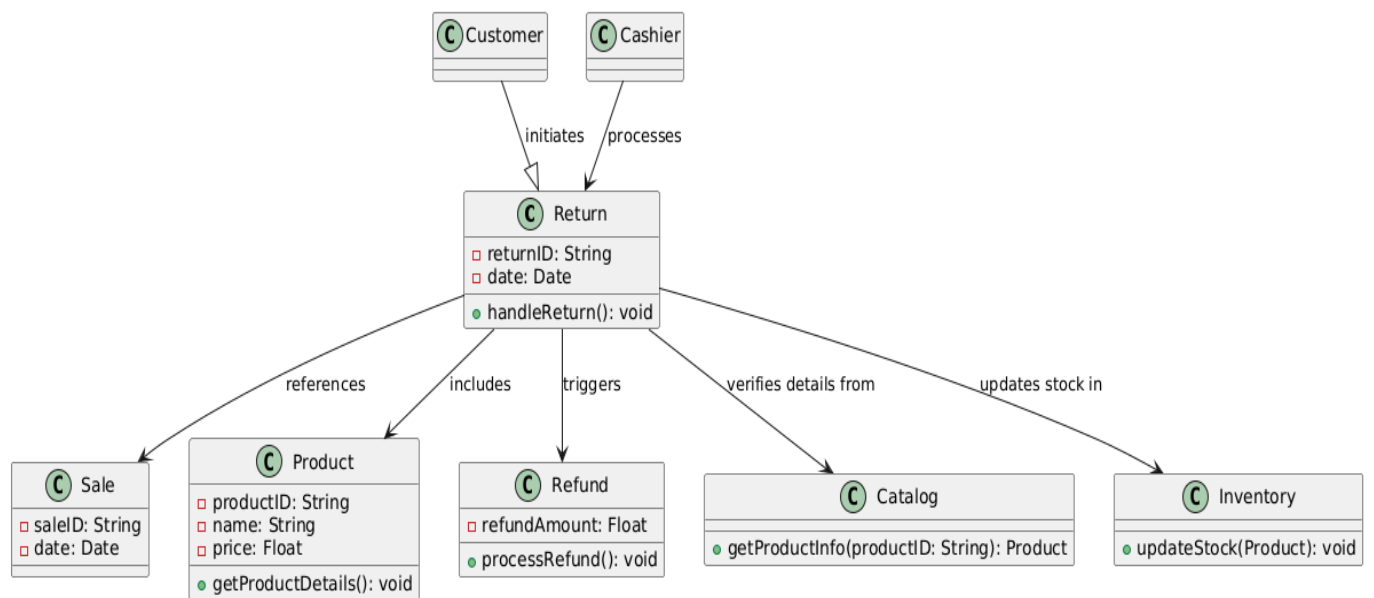 C Customer
C Cashier
initiates
processes
C Return
returnID: String
date: Date
handleReturn(): void
references
includes
triggers
verifies details from
updates stock in
C Sale
saleID: String
date: Date
C Product
productID: String
name: String
price: Float
getProductDetails(): void
C Refund
refundAmount: Float
processRefund(): void
C Catalog
getProductInfo(productID: String): Product
C Inventory
updateStock(Product): void